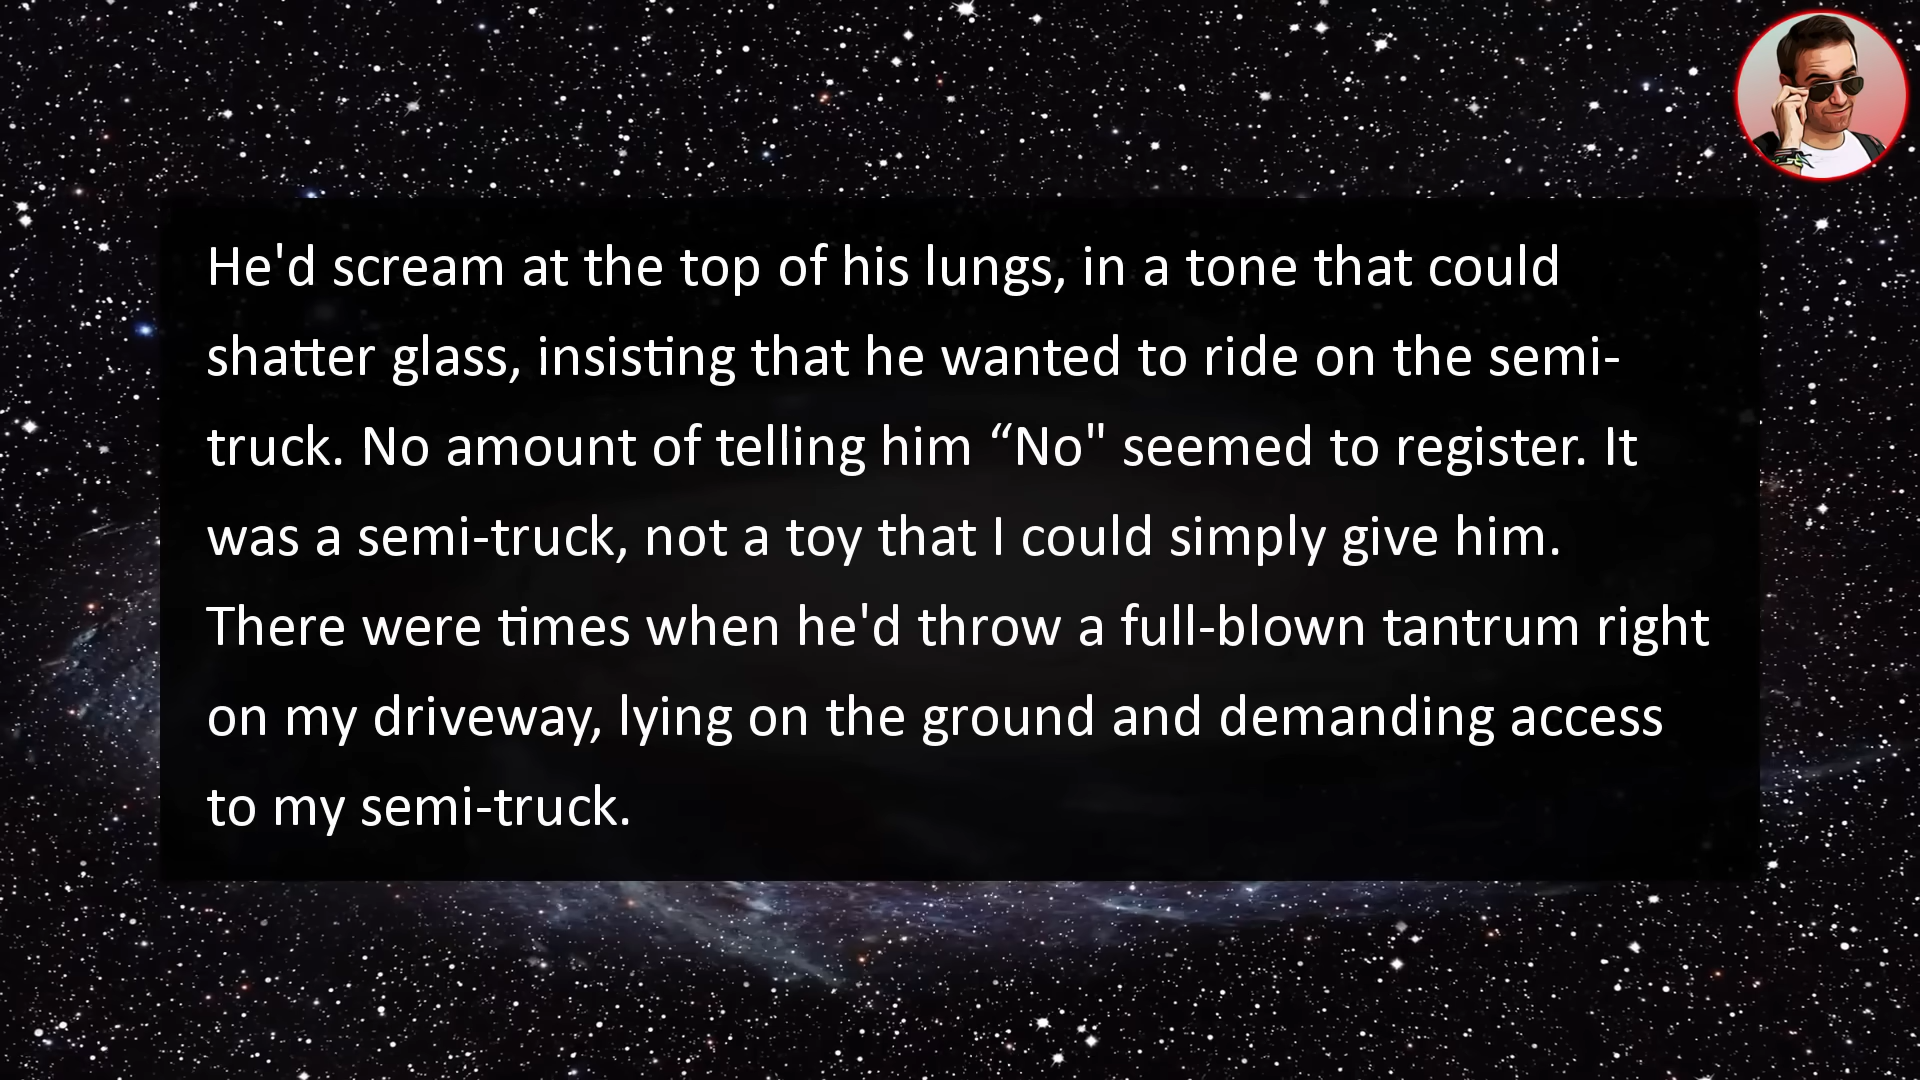 He'd scream at the top of his lungs, in a tone that could
shatter glass, insisting that he wanted to ride on the semi-
truck. No amount of telling him “No" seemed to register. It
was a semi-truck, not a toy that I could simply give him.
There were times when he'd throw a full-blown tantrum right
on my driveway, lying on the ground and demanding access
to my semi-truck.